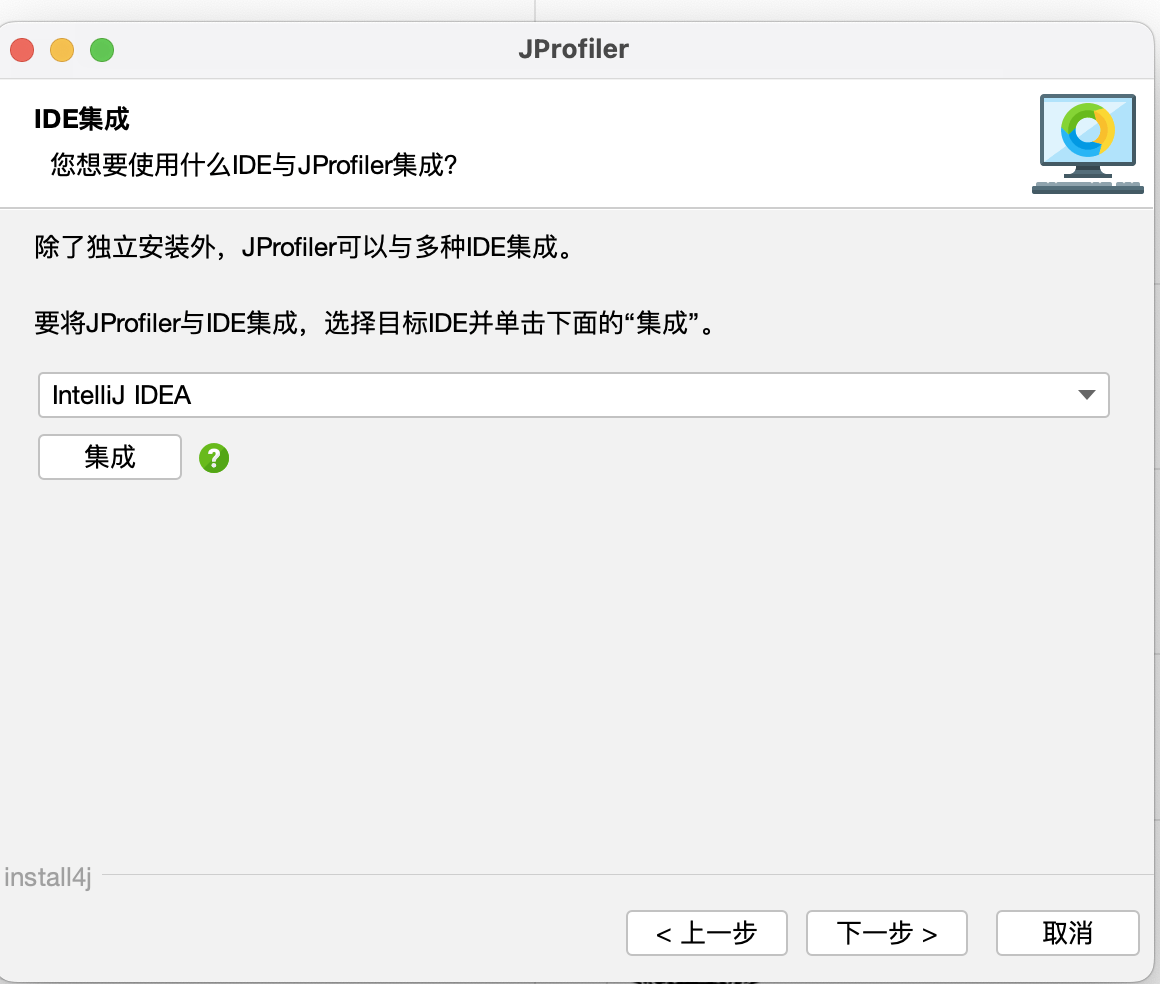 JProfiler
IDE集成
您想要使用什么IDE与JProfiler集成?
除了独立安装外，JProfiler可以与多种IDE集成。
要将JProfiler与IDE集成，选择目标IDE并单击下面的“集成”。
IntelliJ IDEA
集成 ?
install4j
< 上一步 下一步 > 取消